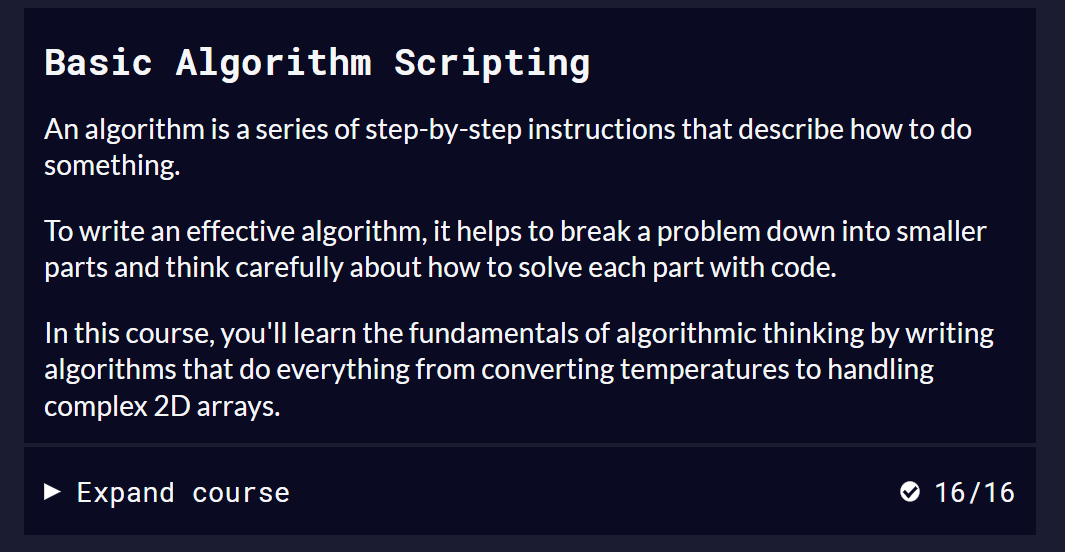 Basic Algorithm Scripting
An algorithm is a series of step-by-step instructions that describe how to do
something.
To write an effective algorithm, it helps to break a problem down into smaller
parts and think carefully about how to solve each part with code.
In this course, you'll learn the fundamentals of algorithmic thinking by writing
algorithms that do everything from converting temperatures to handling
complex 2D arrays.
Expand course 16/16